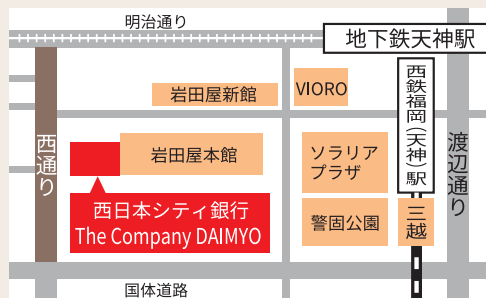 明治通り
地下鉄天神駅
岩田屋新館
VIORO
西鉄福岡(天神)駅
西通り
岩田屋本館
ソラリア
プラザ
渡辺通り
西日本シティ銀行
The Company DAIMYO
警固公園
三越
国体道路